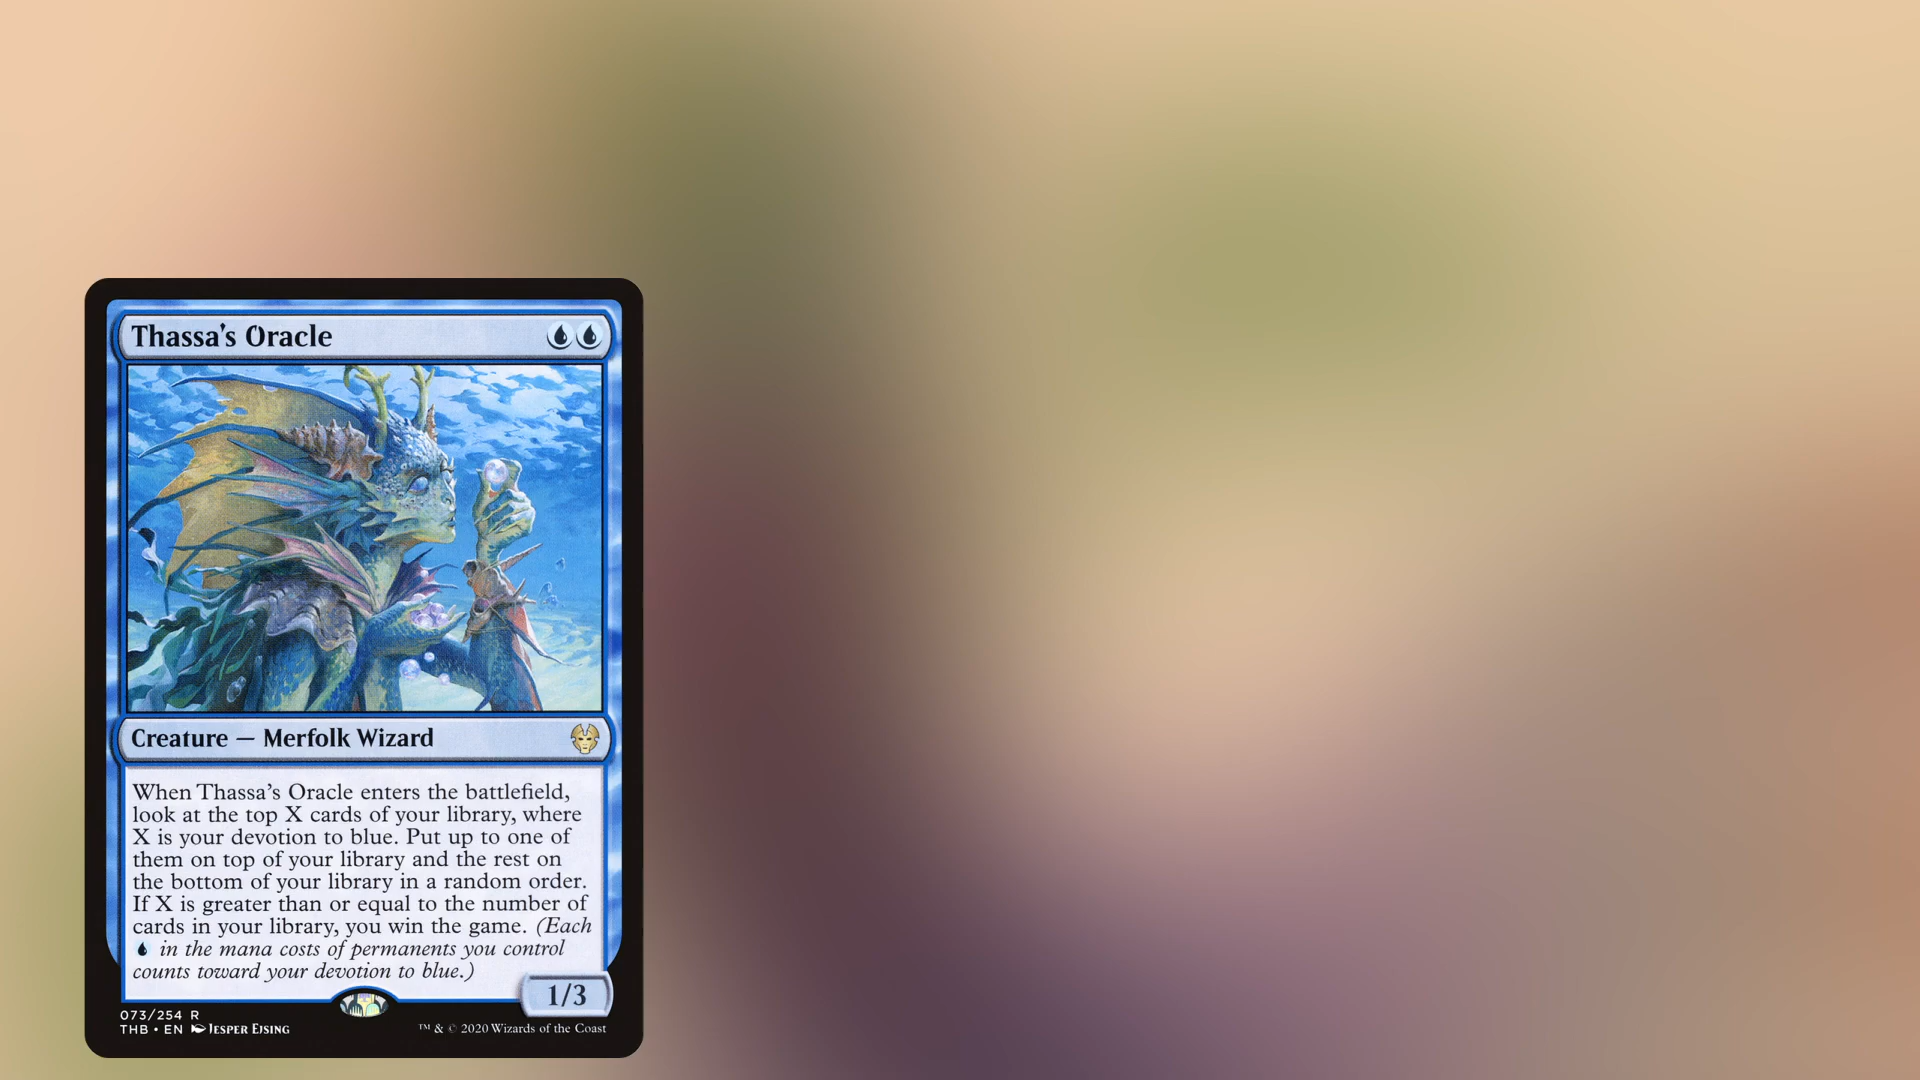 Thassa's Oracle
Creature — Merfolk Wizard
When Thassa's Oracle enters the battlefield,
look at the top X cards of your library, where
X is your devotion to blue. Put up to one of
them on top of your library and the rest on
the bottom of your library in a random order.
If X is greater than or equal to the number of
cards in your library, you win the game. (Each
in the mana costs of permanents you control
counts toward your devotion to blue.)
1/3
073/254 R
THB • EN Jesper Ejsing
™ & © 2020 Wizards of the Coast